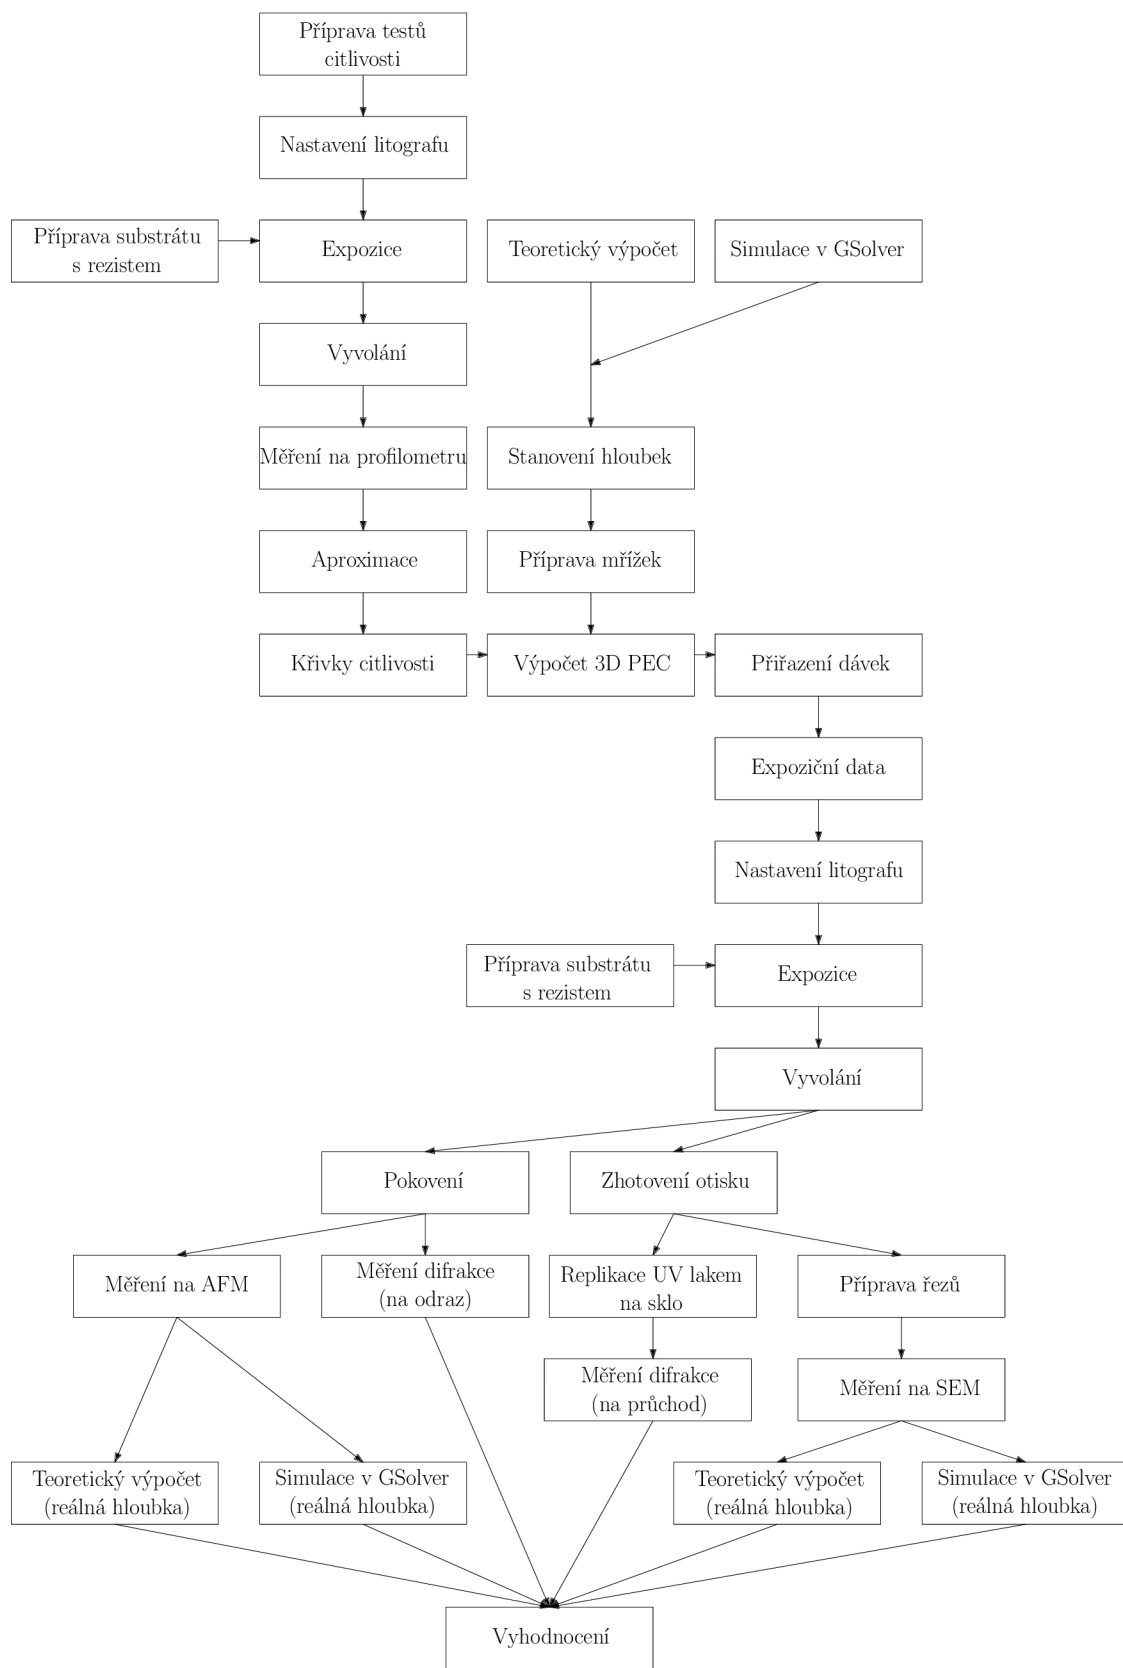 Příprava testů
citlivosti
Nastavení litografu
Příprava substrátu
s rezistem
Expozice
Teoretický výpočet
Simulace v GSolver
Vyvolání
Měření na profilometru
Stanovení hloubek
Aproximace
Příprava mřížek
Křivky citlivosti
Výpočet 3D PEC
Přiřazení dávek
Expoziční data
Nastavení litografu
Příprava substrátu
s rezistem
Expozice
Vyvolání
Pokovení
Zhotovení otisku
Měření na AFM
Měření difrakce
(na odraz)
Replikace UV lakem
na sklo
Příprava řezů
Měření difrakce
(na průchod)
Měření na SEM
Teoretický výpočet
(reálná hloubka)
Simulace v GSolver
(reálná hloubka)
Teoretický výpočet
(reálná hloubka)
Simulace v GSolver
(reálná hloubka)
Vyhodnocení